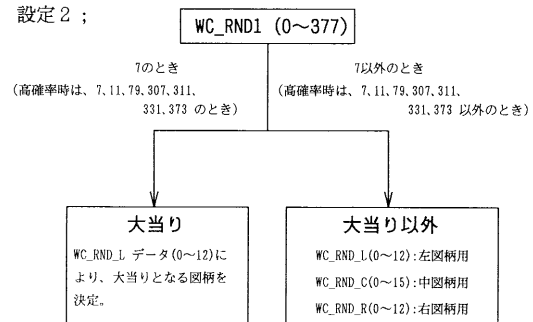 設定2;
WC_RND1 (0〜377)
7のとき
(高確率時は、7,11,79,307,311,
331,373 のとき)
7以外のとき
(高確率時は、7,11,79,307,311、
331,373 以外のとき)
大当り
WC_RND_L データ(0〜12)に
より、大当りとなる図柄を
決定。
大当り以外
WC_RND_L(0〜12):左図柄用
WC_RND_C(0〜15):中図柄用
WC_RND_R(0〜12):右図柄用